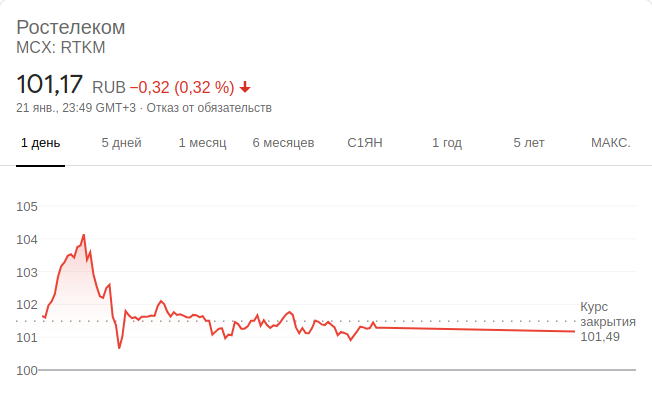 Ростелеком
MCX: RTKM
101,17 RUB −0,32 (0,32 %)
21 янв., 23:49 GMT+3 · Отказ от обязательств
1 день 5 дней 1 месяц 6 месяцев С1ЯН 1 год 5 лет МАКС.
105
104
103
102
101
100
Курс
закрытия
101,49